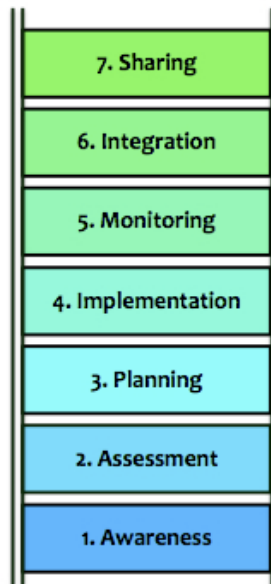 7. Sharing
6. Integration
5. Monitoring
4. Implementation
3. Planning
2. Assessment
1. Awareness